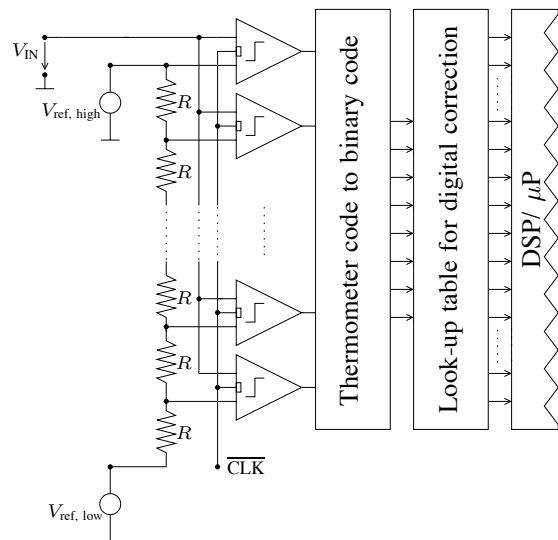 V_IN
V_ref, high
R
R
R
R
R
V_ref, low
CLK
Thermometer code to binary code
Look-up table for digital correction
DSP/ μP